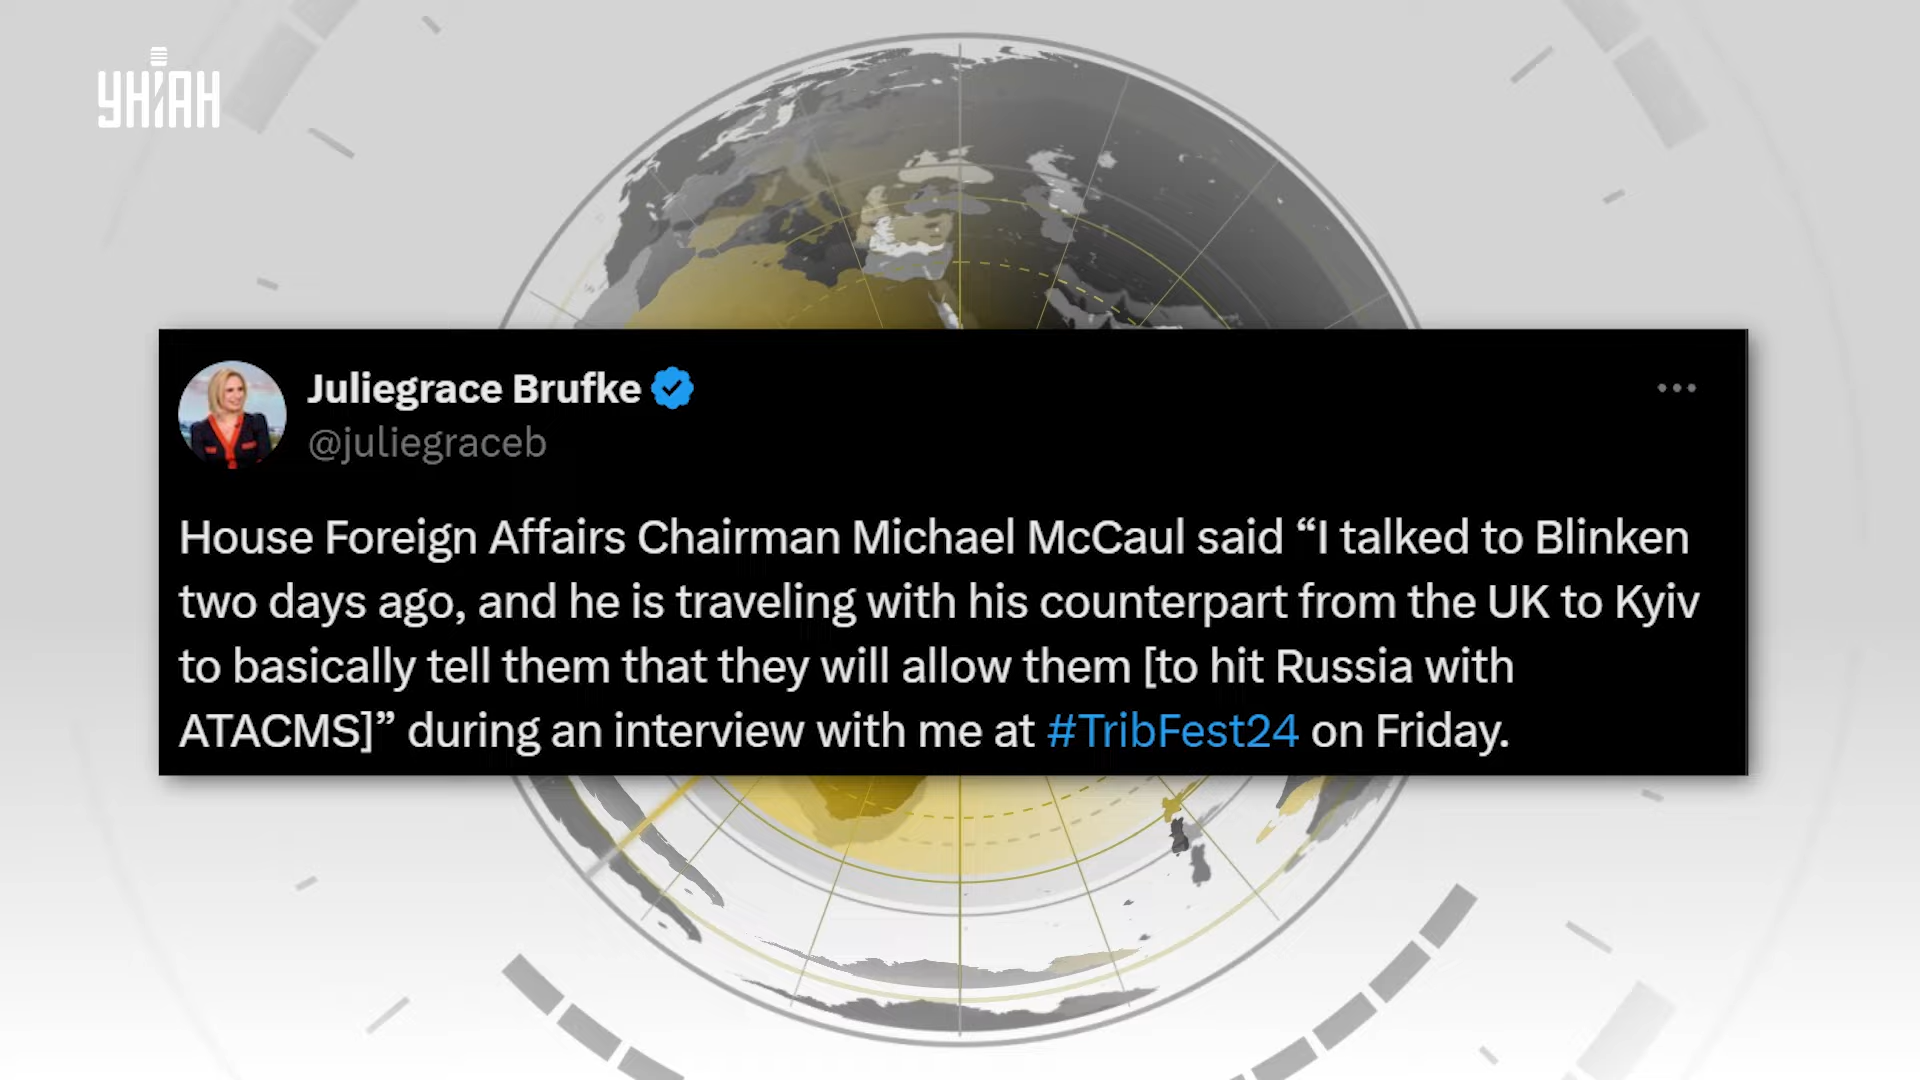 УНІАН
Juliegrace Brufke
@juliegraceb
House Foreign Affairs Chairman Michael McCaul said “I talked to Blinken
two days ago, and he is traveling with his counterpart from the UK to Kyiv
to basically tell them that they will allow them [to hit Russia with
ATACMS]” during an interview with me at #TribFest24 on Friday.